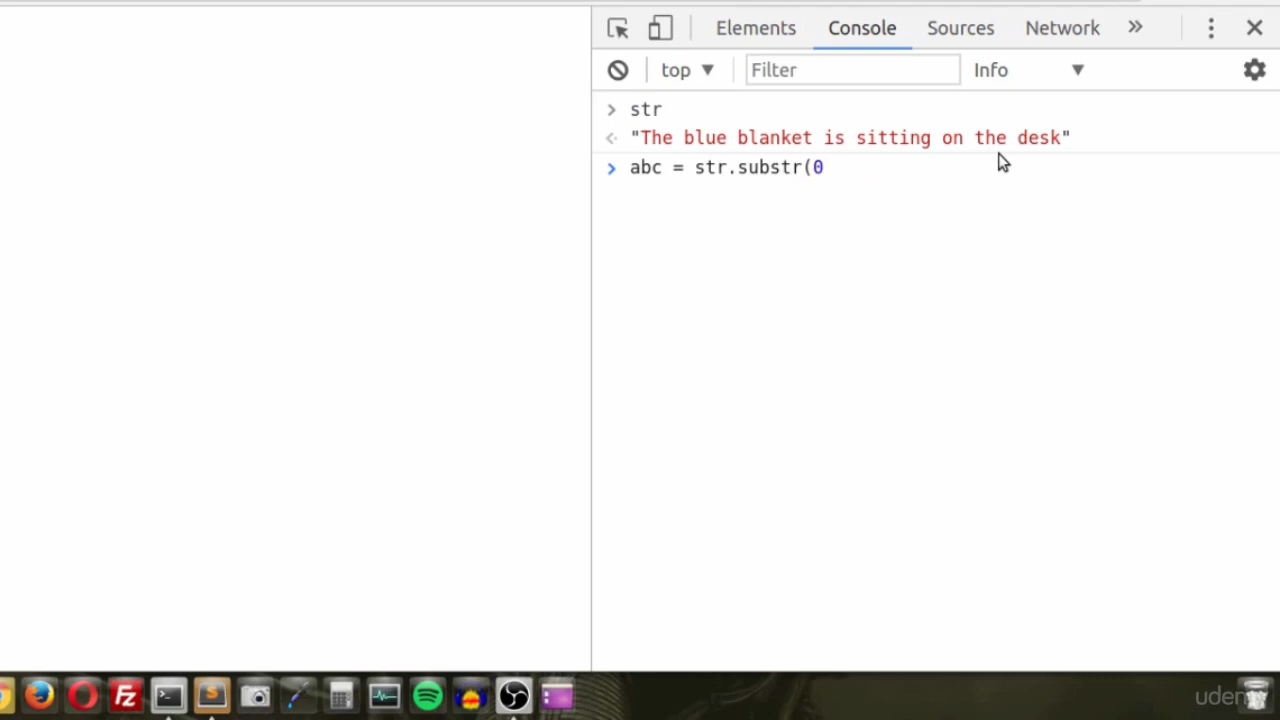 Elements Console Sources Network »
top ▼ Filter Info ▼
> str
"The blue blanket is sitting on the desk"
> abc = str.substr(0
Fz >_ S
udemy